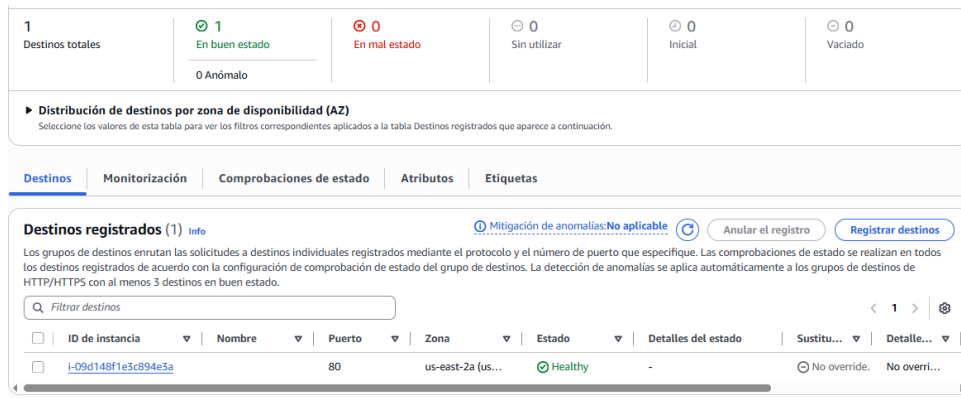 1
Destinos totales
1
En buen estado
0 Anómalo
0
En mal estado
0
Sin utilizar
0
Inicial
0
Vaciado
Distribución de destinos por zona de disponibilidad (AZ)
Seleccione los valores de esta tabla para ver los filtros correspondientes aplicados a la tabla Destinos registrados que aparece a continuación.
Destinos Monitorización Comprobaciones de estado Atributos Etiquetas
Destinos registrados (1) Info Mitigación de anomalías:No aplicable Anular el registro Registrar destinos
Los grupos de destinos enrutan las solicitudes a destinos individuales registrados mediante el protocolo y el número de puerto que especifique. Las comprobaciones de estado se realizan en todos
los destinos registrados de acuerdo con la configuración de comprobación de estado del grupo de destinos. La detección de anomalías se aplica automáticamente a los grupos de destinos de
HTTP/HTTPS con al menos 3 destinos en buen estado.
Filtrar destinos 1
ID de instancia Nombre Puerto Zona Estado Detalles del estado Sustitu... Detalle...
i-09d148f1e3c894e3a 80 us-east-2a (us... Healthy - No override. No overri...